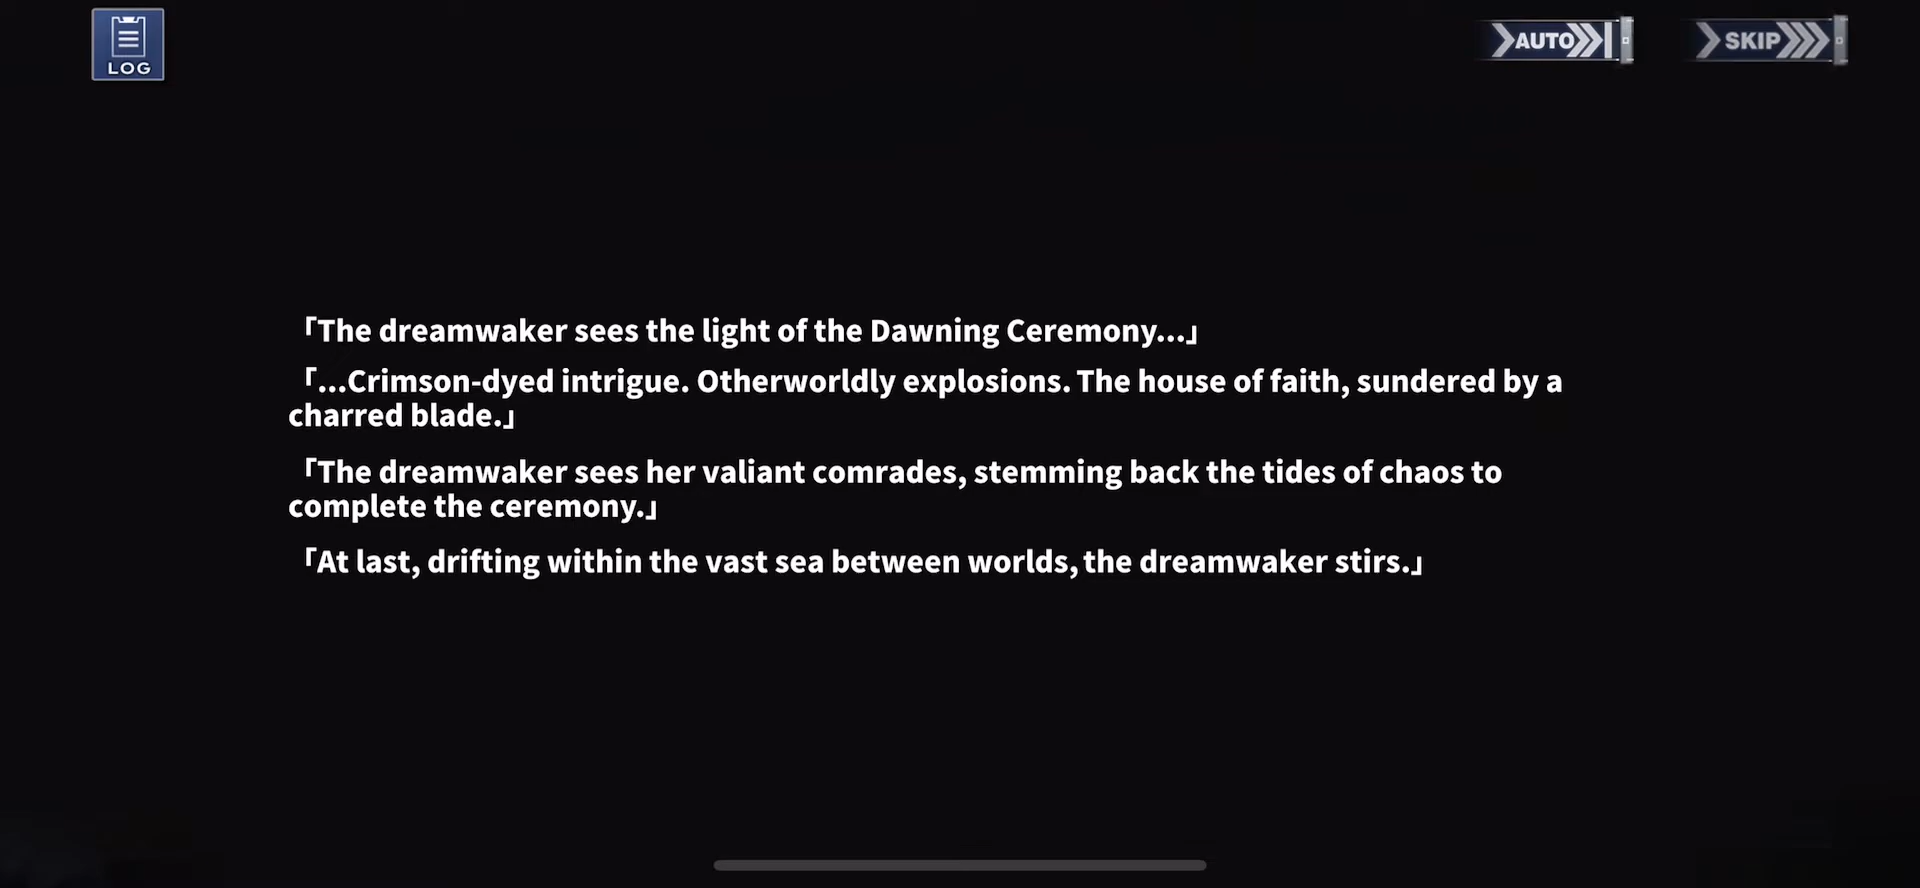 LOG
AUTO
SKIP
「The dreamwaker sees the light of the Dawning Ceremony...」
「...Crimson-dyed intrigue. Otherworldly explosions. The house of faith, sundered by a
charred blade.」
「The dreamwaker sees her valiant comrades, stemming back the tides of chaos to
complete the ceremony.」
「At last, drifting within the vast sea between worlds, the dreamwaker stirs.」